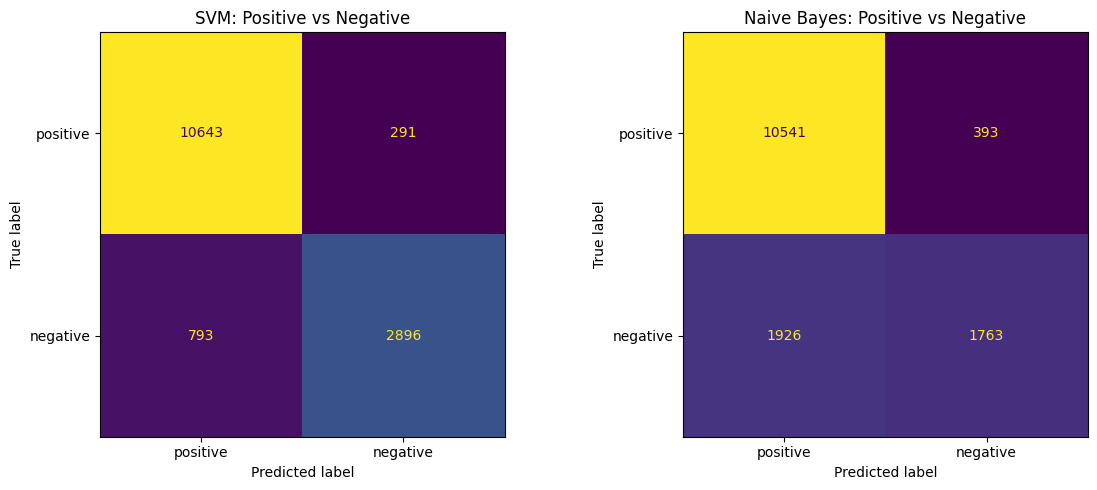 SVM: Positive vs Negative
positive
10643
291
negative
793
2896
positive
negative
True label
Predicted label
Naive Bayes: Positive vs Negative
positive
10541
393
negative
1926
1763
positive
negative
True label
Predicted label